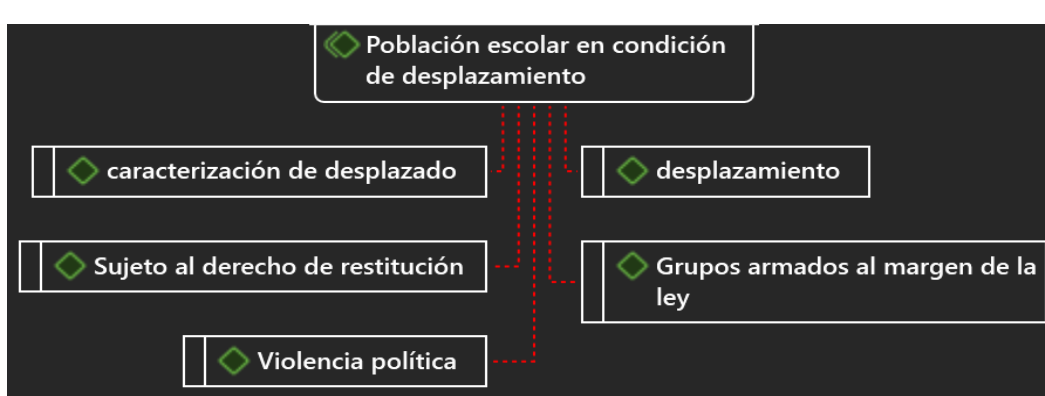 Población escolar en condición
de desplazamiento
caracterización de desplazado
desplazamiento
Sujeto al derecho de restitución
Grupos armados al margen de la
ley
Violencia política